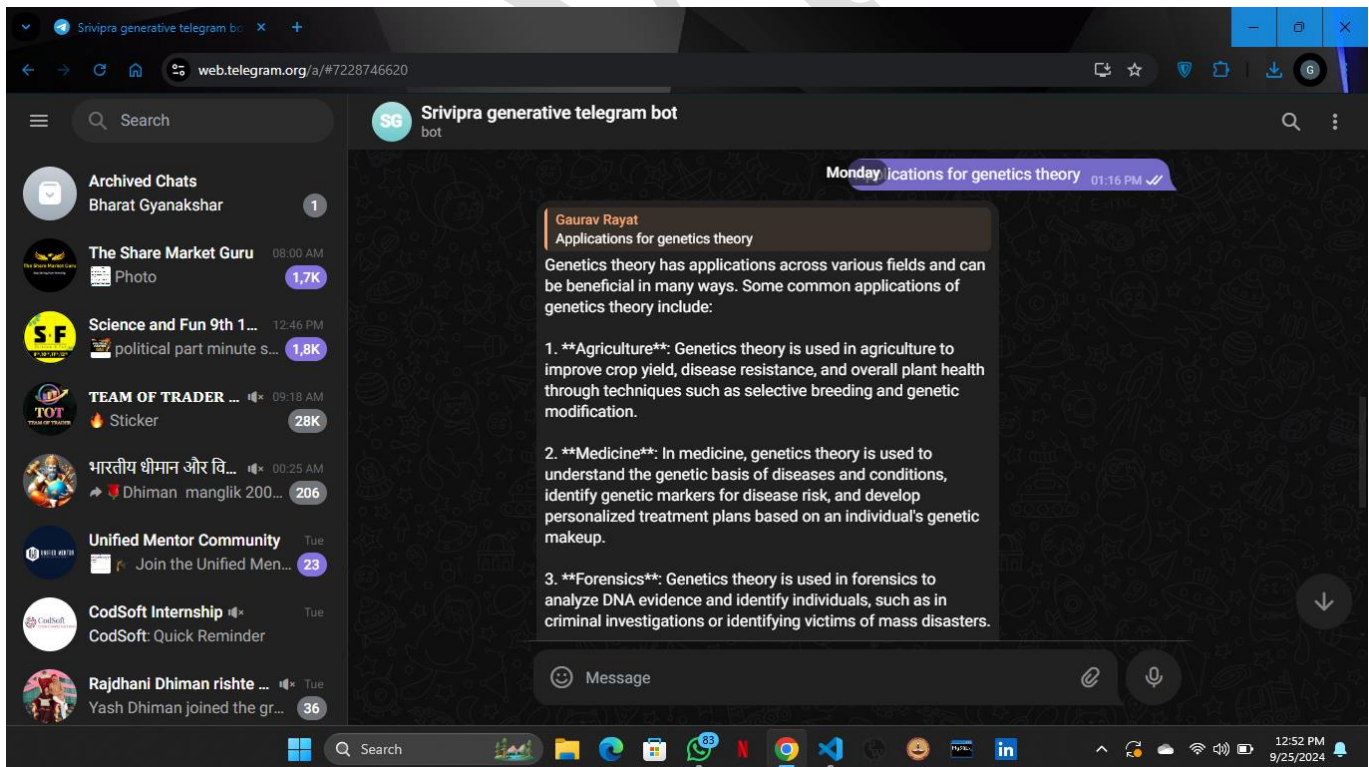 Srivipra generative telegram bo
web.telegram.org/a/#7228746620
G
Search
Archived Chats
Bharat Gyanakshar
1
The Share Market Guru 08:00 AM
Photo
1,7K
S F
Science and Fun 9th 1... 12:46 PM
political part minute s...
1,8K
TOT
TEAM OF TRADER
TEAM OF TRADER ... 09:18 AM
Sticker
28K
भारतीय धीमान और वि... 00:25 AM
Dhiman manglik 200...
206
Unified Mentor Community Tue
Join the Unified Men...
23
CodSoft
CodSoft Internship Tue
CodSoft: Quick Reminder
Rajdhani Dhiman rishte ... Tue
Yash Dhiman joined the gr...
36
SG
Srivipra generative telegram bot
bot
Monday
ications for genetics theory 01:16 PM
Gaurav Rayat
Applications for genetics theory
Genetics theory has applications across various fields and can
be beneficial in many ways. Some common applications of
genetics theory include:
1. **Agriculture**: Genetics theory is used in agriculture to
improve crop yield, disease resistance, and overall plant health
through techniques such as selective breeding and genetic
modification.
2. **Medicine**: In medicine, genetics theory is used to
understand the genetic basis of diseases and conditions,
identify genetic markers for disease risk, and develop
personalized treatment plans based on an individual's genetic
makeup.
3. **Forensics**: Genetics theory is used in forensics to
analyze DNA evidence and identify individuals, such as in
criminal investigations or identifying victims of mass disasters.
Message
Search
83
N
in
12:52 PM
9/25/2024